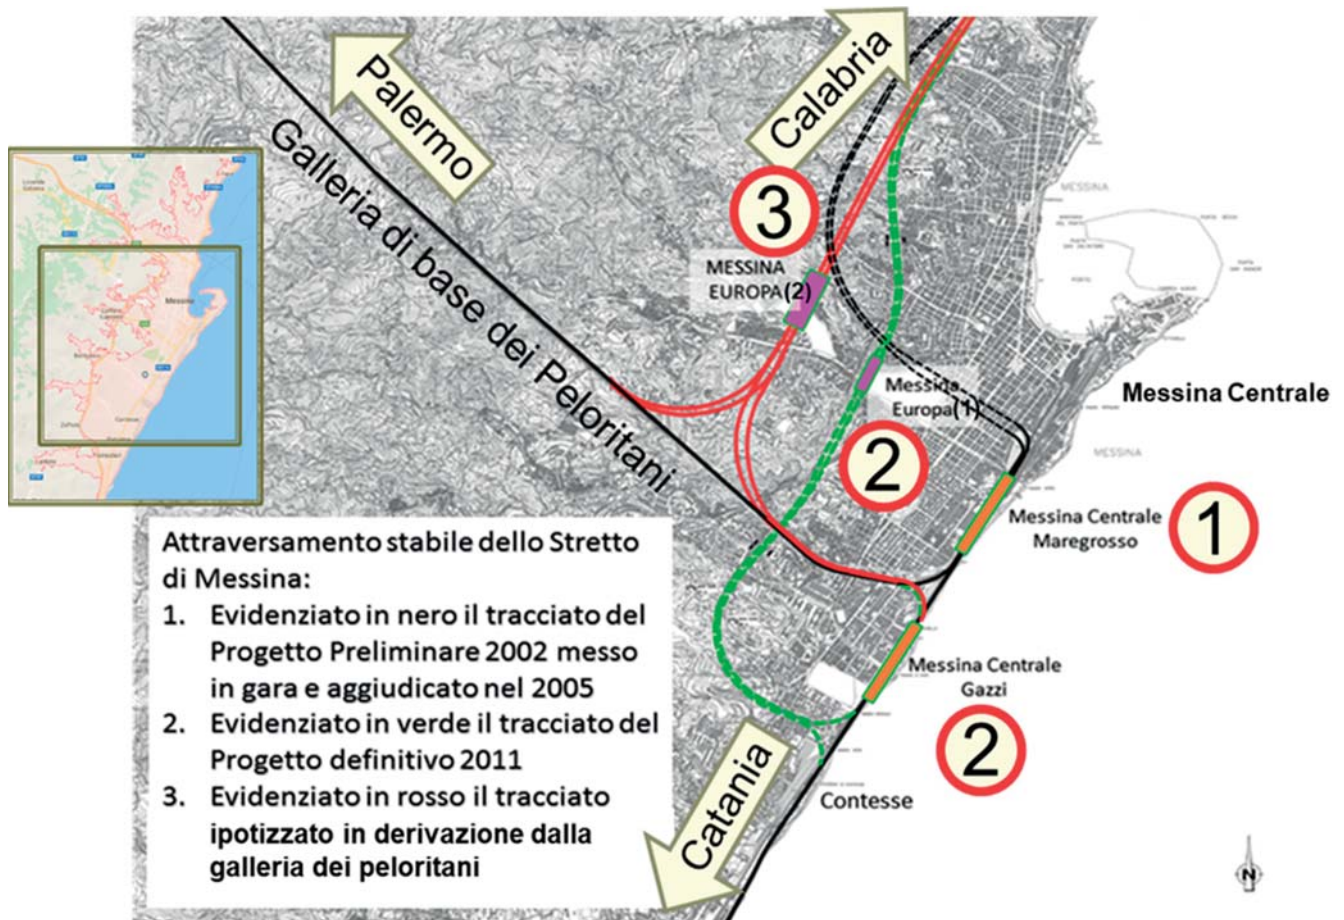 Palermo
Calabria
Galleria di base dei Peloritani
3
MESSINA
EUROPA(2)
MESSINA
Messina
Messina
Europa(1)
2
Messina Centrale
MESSINA
Messina Centrale
Maregrosso
1
Messina Centrale
Gazzi
2
Contesse
Catania
Attraversamento stabile dello Stretto
di Messina:
1. Evidenziato in nero il tracciato del
Progetto Preliminare 2002 messo
in gara e aggiudicato nel 2005
2. Evidenziato in verde il tracciato del
Progetto definitivo 2011
3. Evidenziato in rosso il tracciato
ipotizzato in derivazione dalla
galleria dei peloritani
N